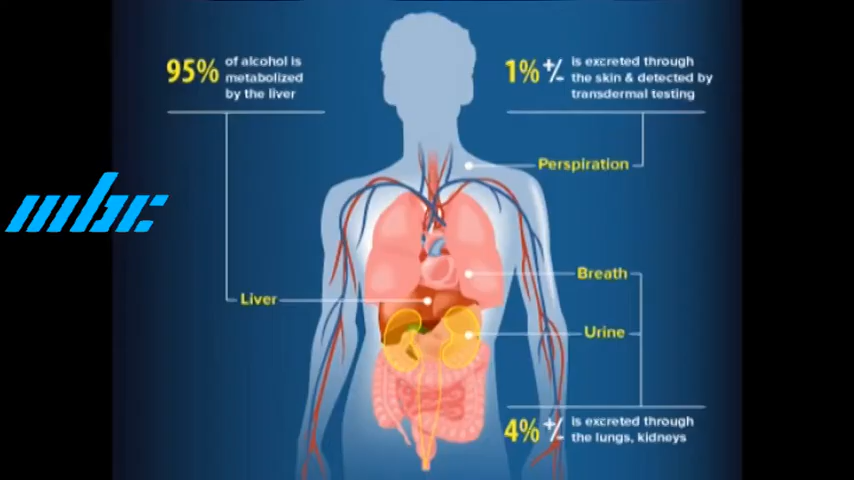 95% of alcohol is
metabolized
by the liver
1% +/- is excreted through
the skin & detected by
transdermal testing
Perspiration
mbc
Breath
Liver
Urine
4% +/- is excreted through
the lungs, kidneys